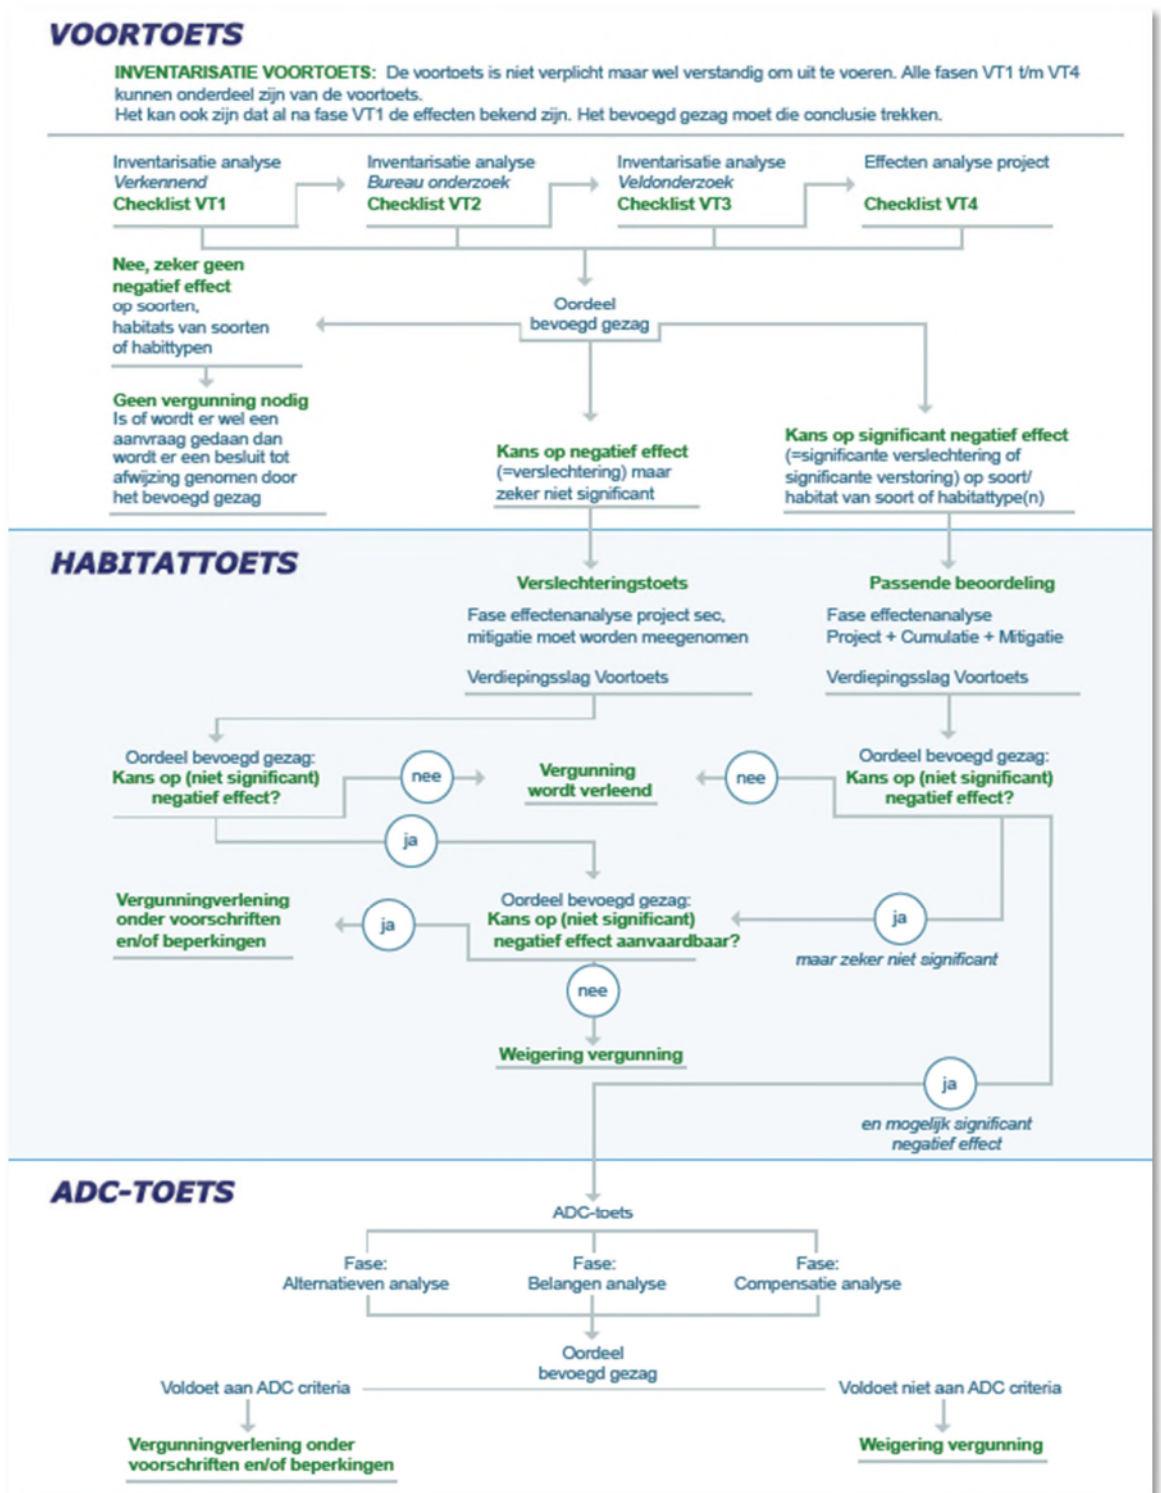 VOORTOETS
INVENTARISATIE VOORTOETS: De voortoets is niet verplicht maar wel verstandig om uit te voeren. Alle fasen VT1 t/m VT4
kunnen onderdeel zijn van de voortoets.
Het kan ook zijn dat al na fase VT1 de effecten bekend zijn. Het bevoegd gezag moet die conclusie trekken.
Inventarisatie analyse
Verkennend
Checklist VT1
Inventarisatie analyse
Bureau onderzoek
Checklist VT2
Inventarisatie analyse
Veldonderzoek
Checklist VT3
Effecten analyse project
Checklist VT4
Nee, zeker geen
negatief effect
op soorten,
habitats van soorten
of habittypen
Oordeel
bevoegd gezag
Geen vergunning nodig
Is of wordt er wel een
aanvraag gedaan dan
wordt er een besluit tot
afwijzing genomen door
het bevoegd gezag
Kans op negatief effect
(=verslechtering) maar
zeker niet significant
Kans op significant negatief effect
(=significante verslechtering of
significante verstoring) op soort/
habitat van soort of habitattype(n)
HABITATTOETS
Verslechteringstoets
Fase effectenanalyse project sec,
mitigatie moet worden meegenomen
Verdiepingsslag Voortoets
Passende beoordeling
Fase effectenanalyse
Project + Cumulatie + Mitigatie
Verdiepingsslag Voortoets
Oordeel bevoegd gezag:
Kans op (niet significant)
negatief effect?
nee
Vergunning
wordt verleend
nee
Oordeel bevoegd gezag:
Kans op (niet significant)
negatief effect?
ja
Vergunningverlening
onder voorschriften
en/of beperkingen
ja
Oordeel bevoegd gezag:
Kans op (niet significant)
negatief effect aanvaardbaar?
ja
maar zeker niet significant
nee
Weigering vergunning
ja
en mogelijk significant
negatief effect
ADC-TOETS
ADC-toets
Fase:
Alternatieven analyse
Fase:
Belangen analyse
Fase:
Compensatie analyse
Oordeel
bevoegd gezag
Voldoet aan ADC criteria
Voldoet niet aan ADC criteria
Vergunningverlening onder
voorschriften en/of beperkingen
Weigering vergunning